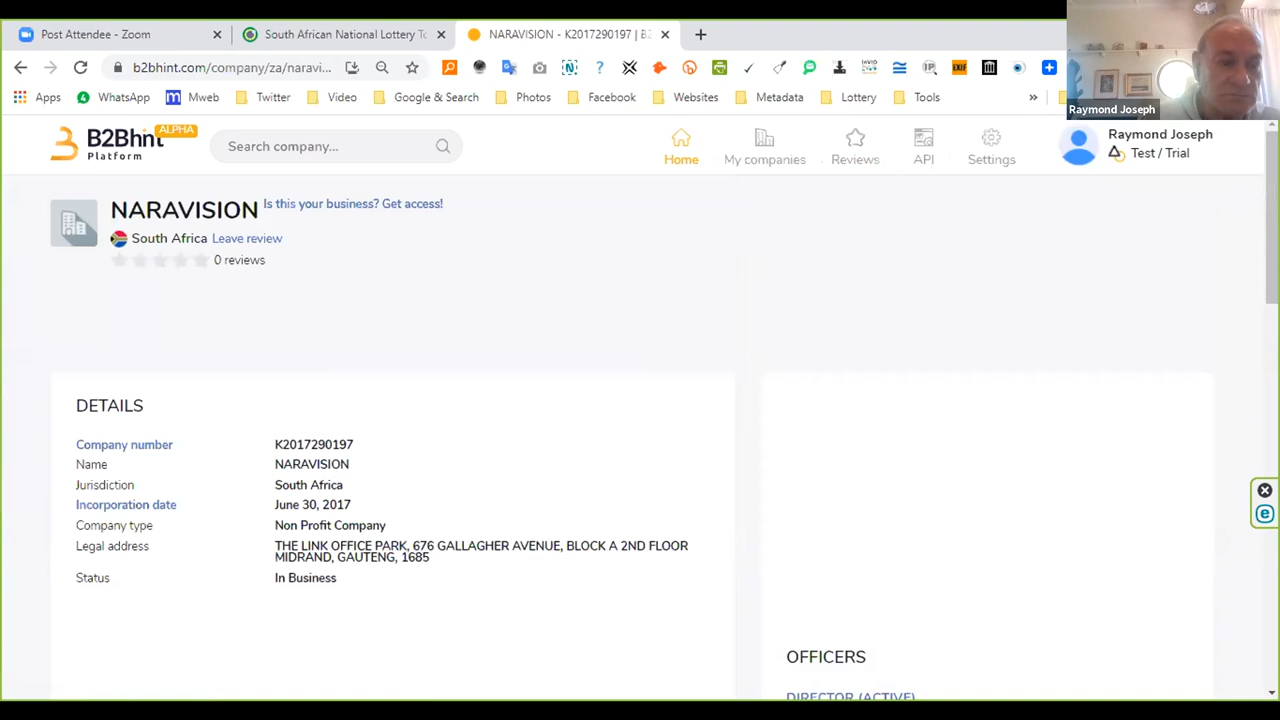 Post Attendee - Zoom
South African National Lottery To
NARAVISION - K2017290197 | B2
b2bhint.com/company/za/naravi...
Apps
WhatsApp
Mweb
Twitter
Video
Google & Search
Photos
Facebook
Websites
Metadata
Lottery
Tools
»
Raymond Joseph
B2Bhint ALPHA
Platform
Search company...
Home
My companies
Reviews
API
Settings
Raymond Joseph
Test / Trial
NARAVISION Is this your business? Get access!
South Africa Leave review
0 reviews
DETAILS
Company number K2017290197
Name NARAVISION
Jurisdiction South Africa
Incorporation date June 30, 2017
Company type Non Profit Company
Legal address THE LINK OFFICE PARK, 676 GALLAGHER AVENUE, BLOCK A 2ND FLOOR
MIDRAND, GAUTENG, 1685
Status In Business
OFFICERS
DIRECTOR (ACTIVE)